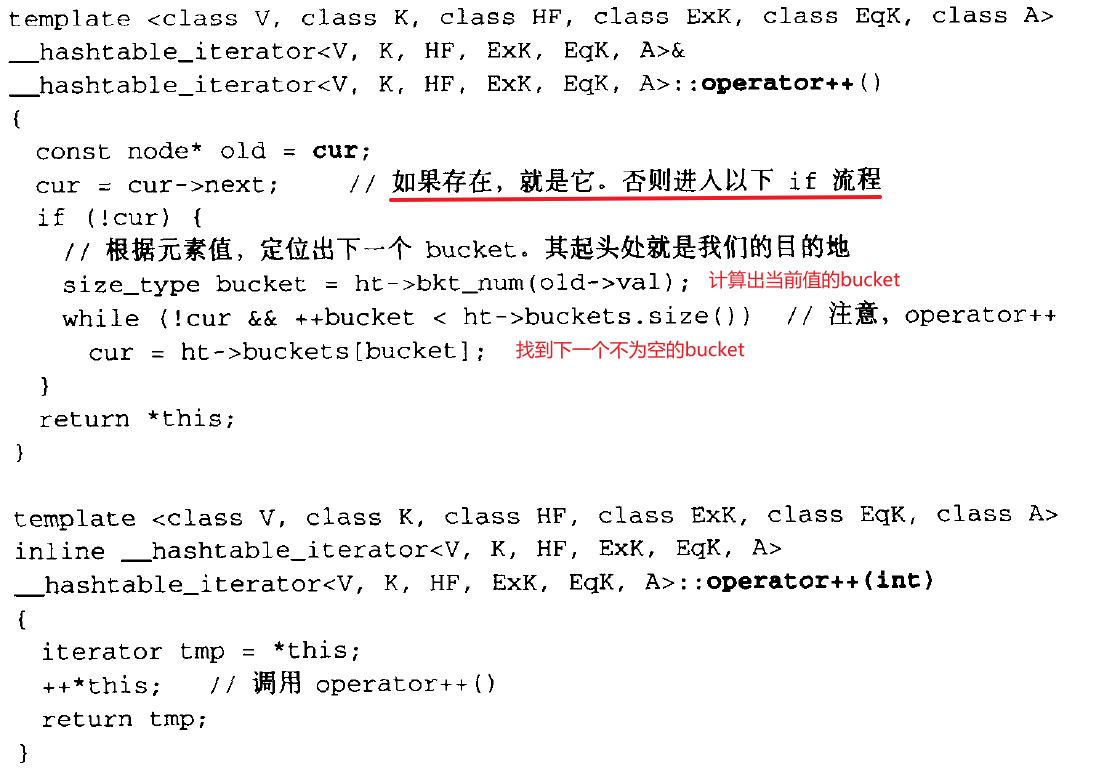 template <class V, class K, class HF, class ExK, class EqK, class A>
__hashtable_iterator<V, K, HF, ExK, EqK, A>&
__hashtable_iterator<V, K, HF, ExK, EqK, A>::operator++()
{
  const node* old = cur;
  cur = cur->next;     // 如果存在，就是它。否则进入以下 if 流程
  if (!cur) {
    // 根据元素值，定位出下一个 bucket。其起头处就是我们的目的地
    size_type bucket = ht->bkt_num(old->val); 计算出当前值的bucket
    while (!cur && ++bucket < ht->buckets.size())  // 注意，operator++
      cur = ht->buckets[bucket]; 找到下一个不为空的bucket
  }
  return *this;
}
template <class V, class K, class HF, class ExK, class EqK, class A>
inline __hashtable_iterator<V, K, HF, ExK, EqK, A>
__hashtable_iterator<V, K, HF, ExK, EqK, A>::operator++(int)
{
  iterator tmp = *this;
  ++*this;   // 调用 operator++()
  return tmp;
}